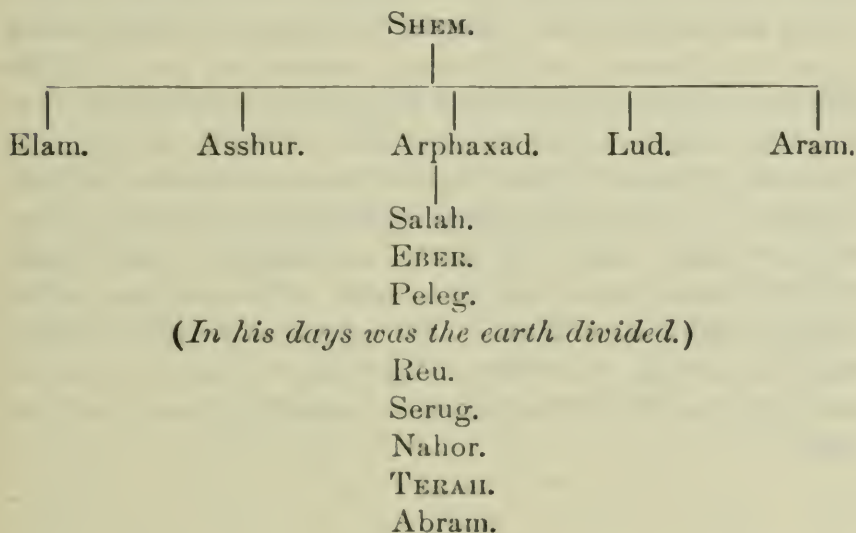 SHEM.
Elam. Asshur. Arphaxad. Lud. Aram.
Salah.
EBER.
Peleg.
(In his days was the earth divided.)
Reu.
Serug.
Nahor.
TERAH.
Abram.